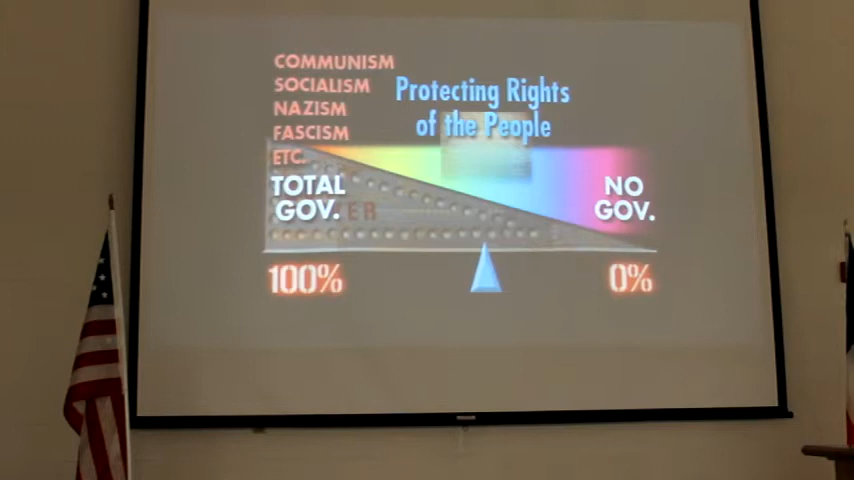 COMMUNISM
SOCIALISM
NAZISM
FASCISM
ETC.
Protecting Rights
of the People
TOTAL
GOV.
NO
GOV.
100%
0%